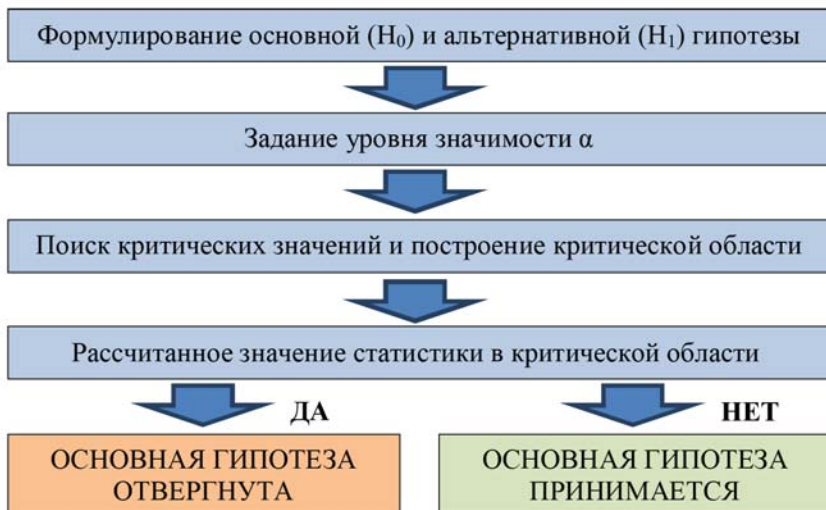 Формулирование основной (H₀) и альтернативной (H₁) гипотезы
Задание уровня значимости α
Поиск критических значений и построение критической области
Рассчитанное значение статистики в критической области
ДА
НЕТ
ОСНОВНАЯ ГИПОТЕЗА
ОТВЕРГНУТА
ОСНОВНАЯ ГИПОТЕЗА
ПРИНИМАЕТСЯ